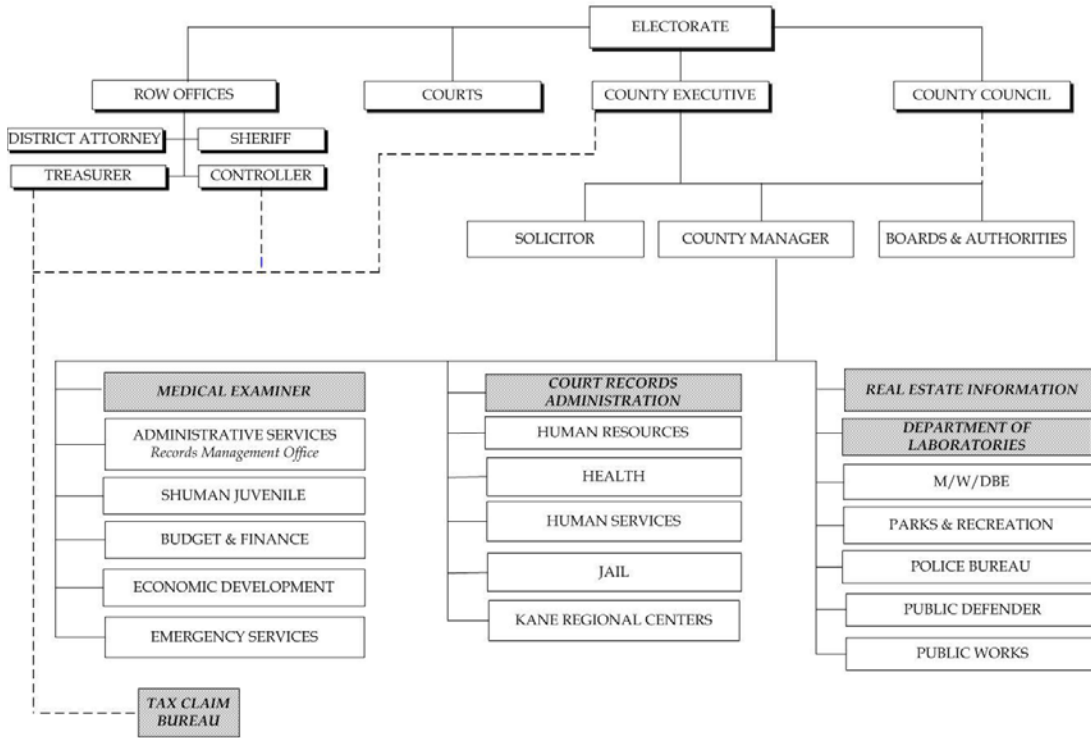 ELECTORATE
ROW OFFICES
COURTS
COUNTY EXECUTIVE
COUNTY COUNCIL
DISTRICT ATTORNEY
SHERIFF
TREASURER
CONTROLLER
SOLICITOR
COUNTY MANAGER
BOARDS & AUTHORITIES
MEDICAL EXAMINER
ADMINISTRATIVE SERVICES
Records Management Office
SHUMAN JUVENILE
BUDGET & FINANCE
ECONOMIC DEVELOPMENT
EMERGENCY SERVICES
COURT RECORDS
ADMINISTRATION
HUMAN RESOURCES
HEALTH
HUMAN SERVICES
JAIL
KANE REGIONAL CENTERS
REAL ESTATE INFORMATION
DEPARTMENT OF
LABORATORIES
M/W/DBE
PARKS & RECREATION
POLICE BUREAU
PUBLIC DEFENDER
PUBLIC WORKS
TAX CLAIM
BUREAU